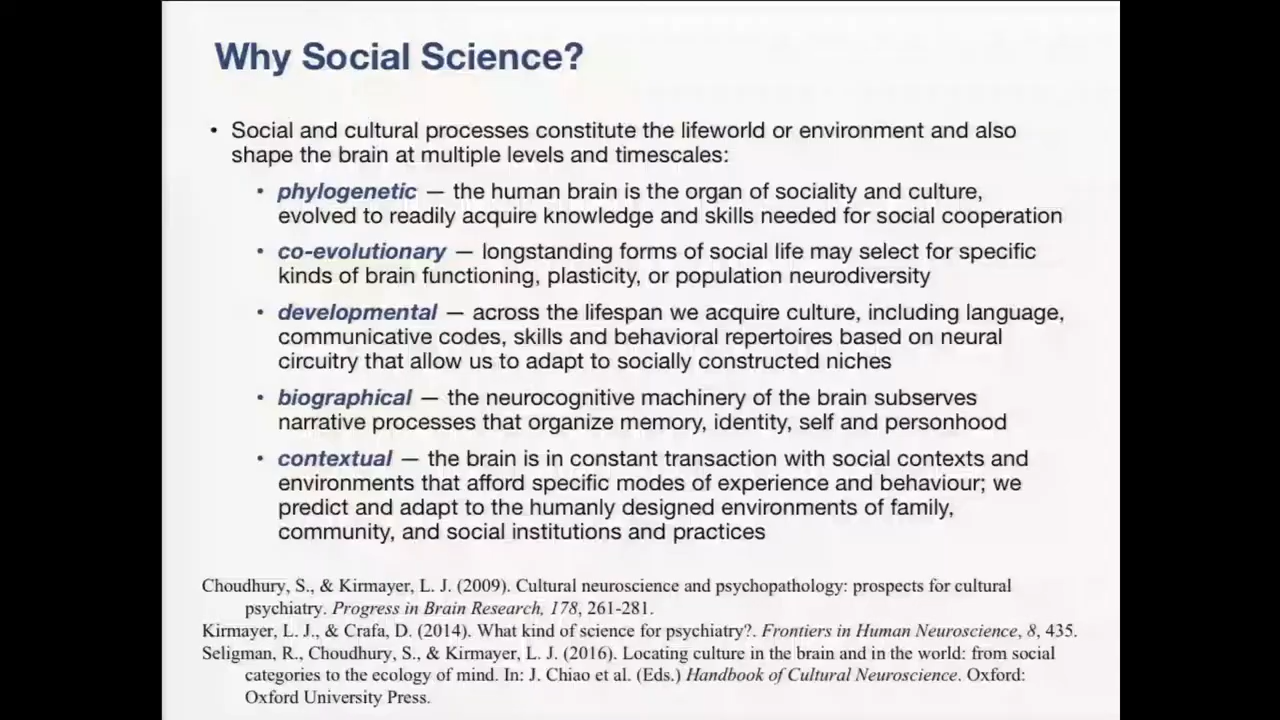 Why Social Science?
• Social and cultural processes constitute the lifeworld or environment and also
shape the brain at multiple levels and timescales:
• phylogenetic — the human brain is the organ of sociality and culture,
evolved to readily acquire knowledge and skills needed for social cooperation
• co-evolutionary — longstanding forms of social life may select for specific
kinds of brain functioning, plasticity, or population neurodiversity
• developmental — across the lifespan we acquire culture, including language,
communicative codes, skills and behavioral repertoires based on neural
circuitry that allow us to adapt to socially constructed niches
• biographical — the neurocognitive machinery of the brain subserves
narrative processes that organize memory, identity, self and personhood
• contextual — the brain is in constant transaction with social contexts and
environments that afford specific modes of experience and behaviour; we
predict and adapt to the humanly designed environments of family,
community, and social institutions and practices
Choudhury, S., & Kirmayer, L. J. (2009). Cultural neuroscience and psychopathology: prospects for cultural
psychiatry. Progress in Brain Research, 178, 261-281.
Kirmayer, L. J., & Crafa, D. (2014). What kind of science for psychiatry?. Frontiers in Human Neuroscience, 8, 435.
Seligman, R., Choudhury, S., & Kirmayer, L. J. (2016). Locating culture in the brain and in the world: from social
categories to the ecology of mind. In: J. Chiao et al. (Eds.) Handbook of Cultural Neuroscience. Oxford:
Oxford University Press.